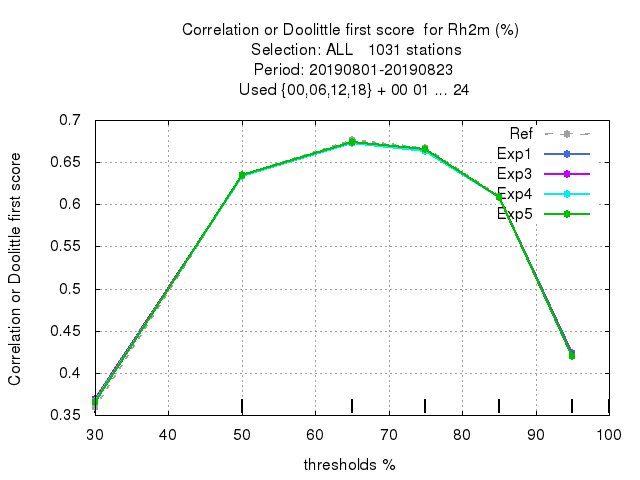 Correlation or Doolittle first score  for Rh2m (%)
Selection: ALL   1031 stations
Period: 20190801-20190823
Used {00,06,12,18} + 00 01 ... 24
Correlation or Doolittle first score
0.7
0.65
0.6
0.55
0.5
0.45
0.4
0.35
Ref
Exp1
Exp3
Exp4
Exp5
30 40 50 60 70 80 90 100
thresholds %